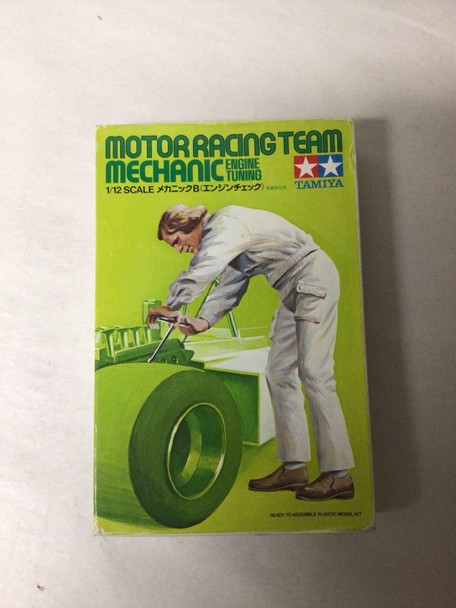 MOTOR RACING TEAM
MECHANIC ENGINE TUNING
1/12 SCALE メカニックB〈エンジンチェック〉
TAMIYA
READY TO ASSEMBLE PLASTIC MODEL KIT